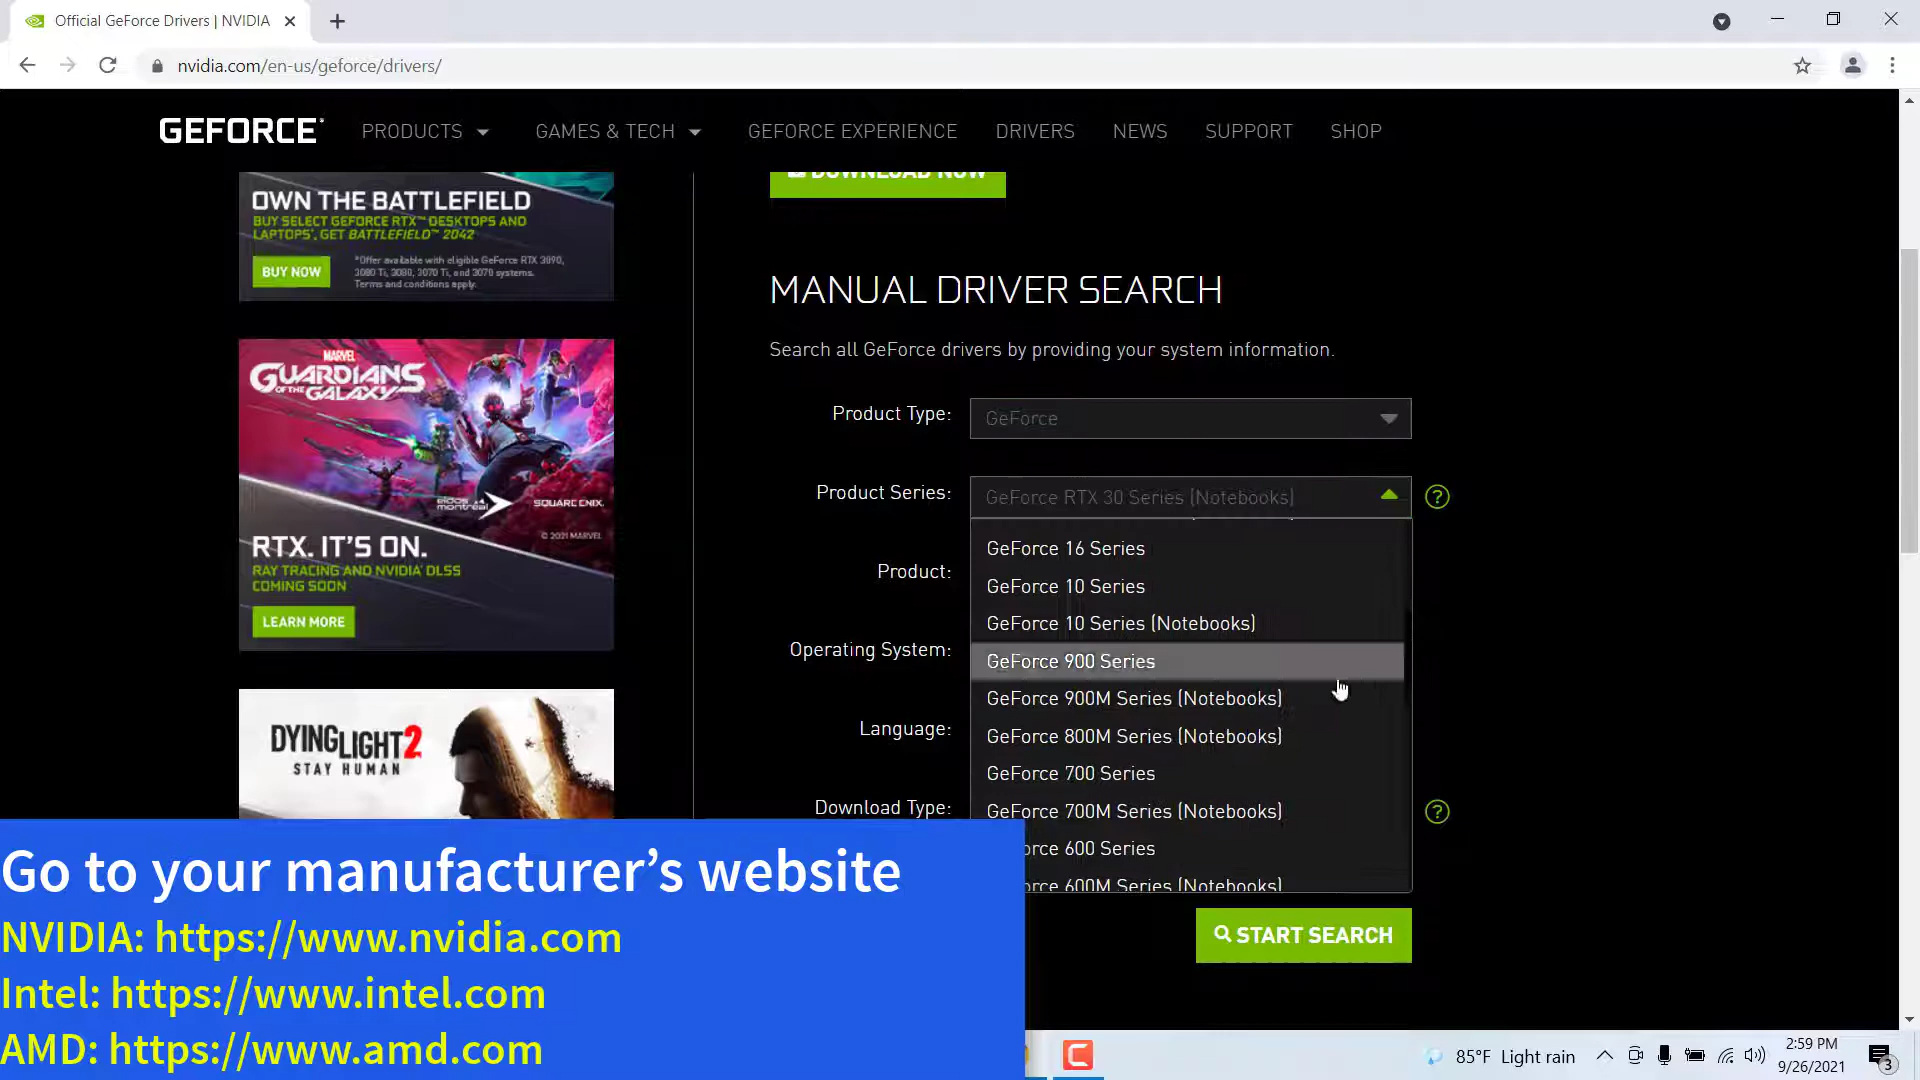 Official GeForce Drivers | NVIDIA
nvidia.com/en-us/geforce/drivers/
GEFORCE
PRODUCTS
GAMES & TECH
GEFORCE EXPERIENCE
DRIVERS
NEWS
SUPPORT
SHOP
DOWNLOAD NOW
OWN THE BATTLEFIELD
BUY SELECT GEFORCE RTX™ DESKTOPS AND
LAPTOPS*, GET BATTLEFIELD™ 2042
BUY NOW
*Offer available with eligible GeForce RTX 3090,
3080 Ti, 3080, 3070 Ti, and 3070 systems.
Terms and conditions apply.
MARVEL
GUARDIANS
OF THE GALAXY
eidos
montréal
SQUARE ENIX.
© 2021 MARVEL
RTX. IT'S ON.
RAY TRACING AND NVIDIA DLSS
COMING SOON
LEARN MORE
DYING LIGHT 2
STAY HUMAN
MANUAL DRIVER SEARCH
Search all GeForce drivers by providing your system information.
Product Type:
GeForce
Product Series:
GeForce RTX 30 Series (Notebooks)
?
Product:
Operating System:
Language:
Download Type:
?
GeForce 16 Series
GeForce 10 Series
GeForce 10 Series (Notebooks)
GeForce 900 Series
GeForce 900M Series (Notebooks)
GeForce 800M Series (Notebooks)
GeForce 700 Series
GeForce 700M Series (Notebooks)
orce 600 Series
orce 600M Series (Notebooks)
START SEARCH
Go to your manufacturer's website
NVIDIA: https://www.nvidia.com
Intel: https://www.intel.com
AMD: https://www.amd.com
85°F Light rain
2:59 PM
9/26/2021
3